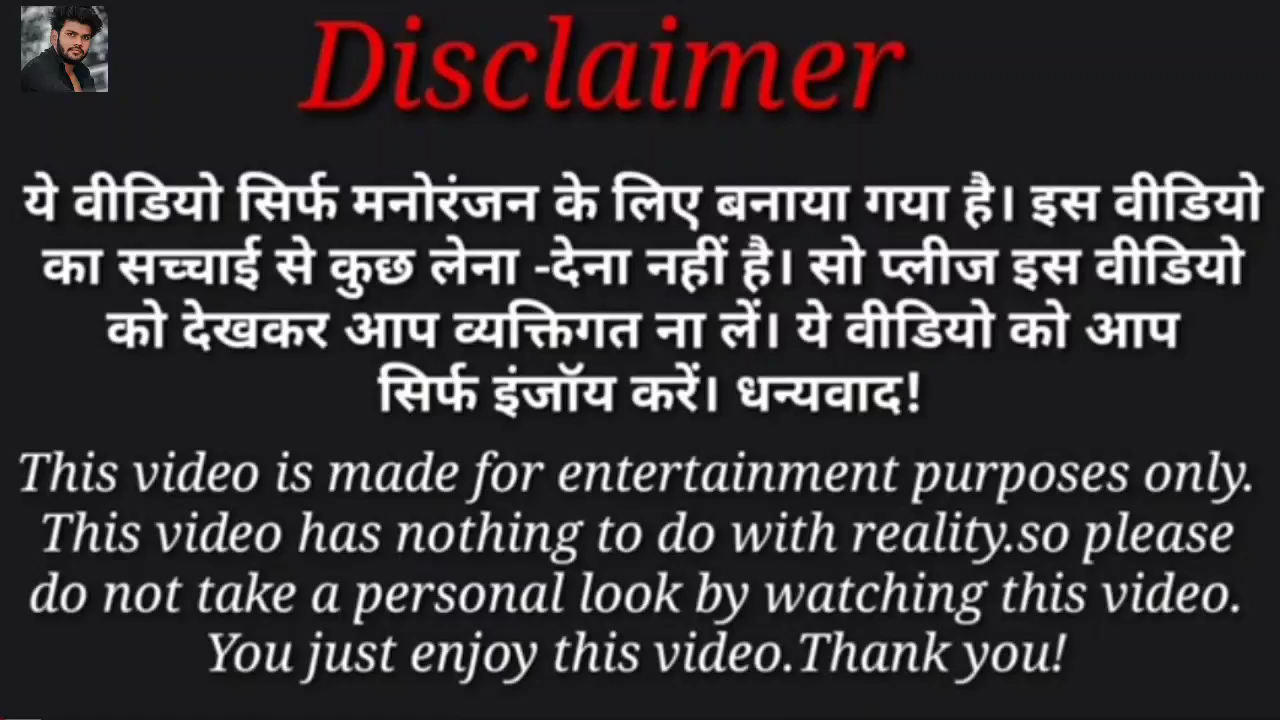 Disclaimer
ये वीडियो सिर्फ मनोरंजन के लिए बनाया गया है। इस वीडियो
का सच्चाई से कुछ लेना -देना नहीं है। सो प्लीज इस वीडियो
को देखकर आप व्यक्तिगत ना लें। ये वीडियो को आप
सिर्फ इंजॉय करें। धन्यवाद!
This video is made for entertainment purposes only.
This video has nothing to do with reality.so please
do not take a personal look by watching this video.
You just enjoy this video.Thank you!